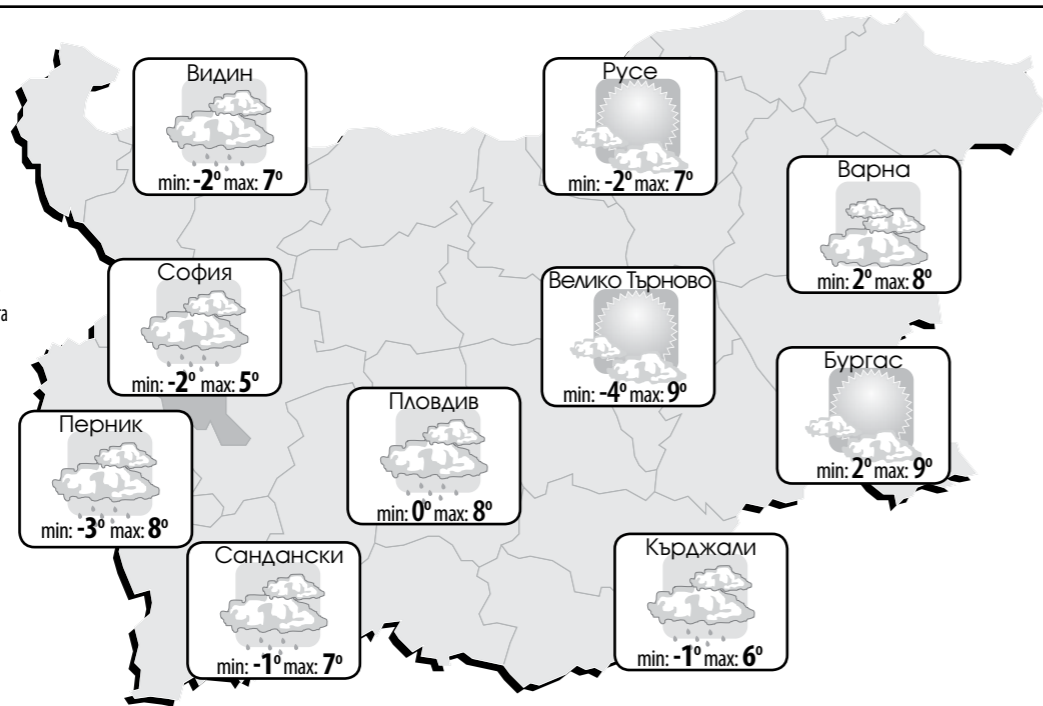 Видин
min: -2° max: 7°
Русе
min: -2° max: 7°
Варна
min: 2° max: 8°
София
min: -2° max: 5°
Велико Търново
min: -4° max: 9°
та
Бургас
min: 2° max: 9°
Пловдив
min: 0° max: 8°
Перник
min: -3° max: 8°
Сандански
min: -1° max: 7°
Кърджали
min: -1° max: 6°